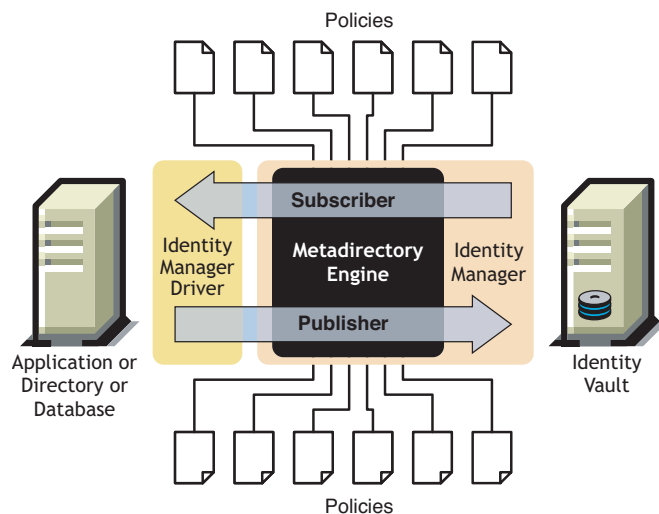 Policies
Subscriber
Identity
Manager
Driver
Metadirectory
Engine
Identity
Manager
Publisher
Application or
Directory or
Database
Identity
Vault
Policies